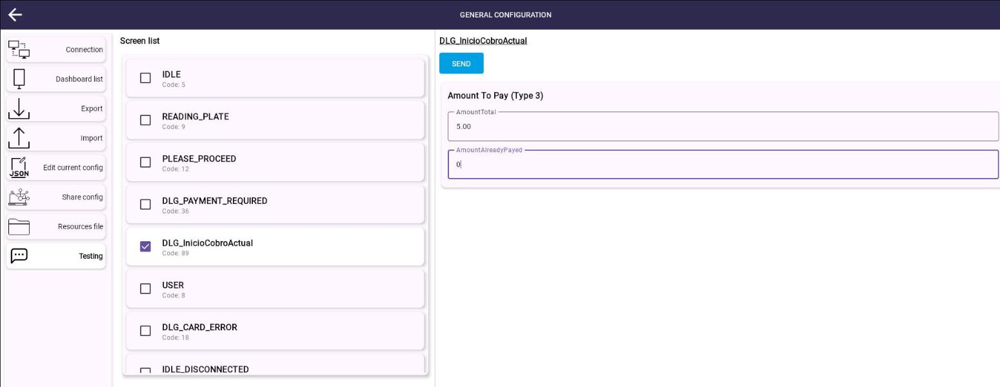 GENERAL CONFIGURATION
Connection
Dashboard list
Export
Import
JSON
Edit current config
Share config
Resources file
Testing
Screen list
IDLE
Code: 5
READING_PLATE
Code: 9
PLEASE_PROCEED
Code: 12
DLG_PAYMENT_REQUIRED
Code: 36
DLG_InicioCobroActual
Code: 89
USER
Code: 8
DLG_CARD_ERROR
Code: 18
IDLE_DISCONNECTED
DLG_InicioCobroActual
SEND
Amount To Pay (Type 3)
AmountTotal
5.00
AmountAlreadyPayed
0